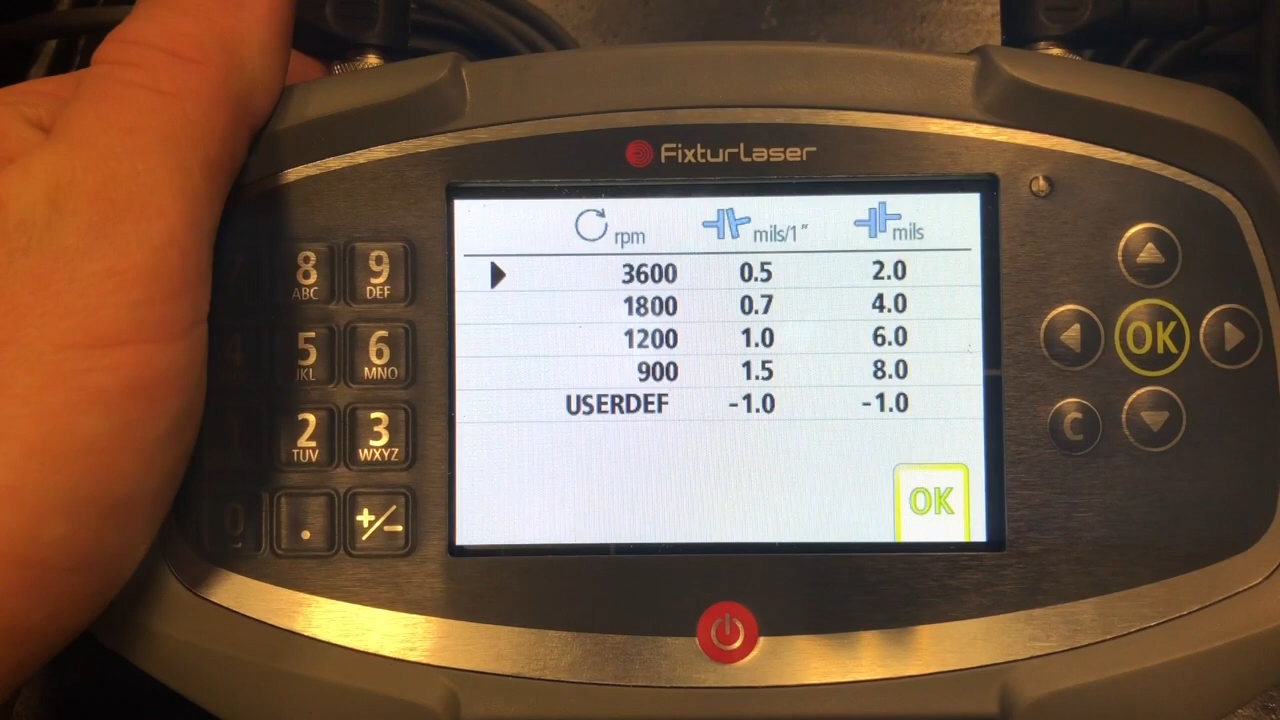 FIXTURLASER
rpm mils/1" mils
3600 0.5 2.0
1800 0.7 4.0
1200 1.0 6.0
900 1.5 8.0
USERDEF -1.0 -1.0
OK
8 9
ABC DEF
4 5 6
JKL MNO
2 3
TUV WXYZ
0 . +/-
OK
C